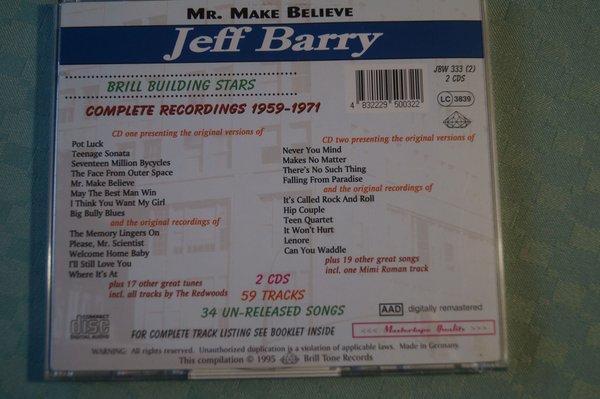 MR. MAKE BELIEVE
Jeff Barry
JBW 333 (2)
2 CDS
BRILL BUILDING STARS
COMPLETE RECORDINGS 1959-1971
4 832229 500322
LC 3839
CD one presenting the original versions of
Pot Luck
Teenage Sonata
Seventeen Million Bycycles
The Face From Outer Space
Mr. Make Believe
May The Best Man Win
I Think You Want My Girl
Big Bully Blues
and the original recordings of
The Memory Lingers On
Please, Mr. Scientist
Welcome Home Baby
I'll Still Love You
Where It's At
plus 17 other great tunes
incl. all tracks by The Redwoods
CD two presenting the original versions of
Never You Mind
Makes No Matter
There's No Such Thing
Falling From Paradise
and the original recordings of
It's Called Rock And Roll
Hip Couple
Teen Quartet
It Won't Hurt
Lenore
Can You Waddle
plus 19 other great songs
incl. one Mimi Roman track
2 CDS
59 TRACKS
34 UN-RELEASED SONGS
AAD digitally remastered
COMPACT
disc
DIGITAL AUDIO
FOR COMPLETE TRACK LISTING SEE BOOKLET INSIDE
<<< Mastertape Quality >>>
WARNING: All rights reserved. Unauthorized duplication is a violation of applicable laws. Made in Germany.
This compilation © 1995 Brill Tone Records